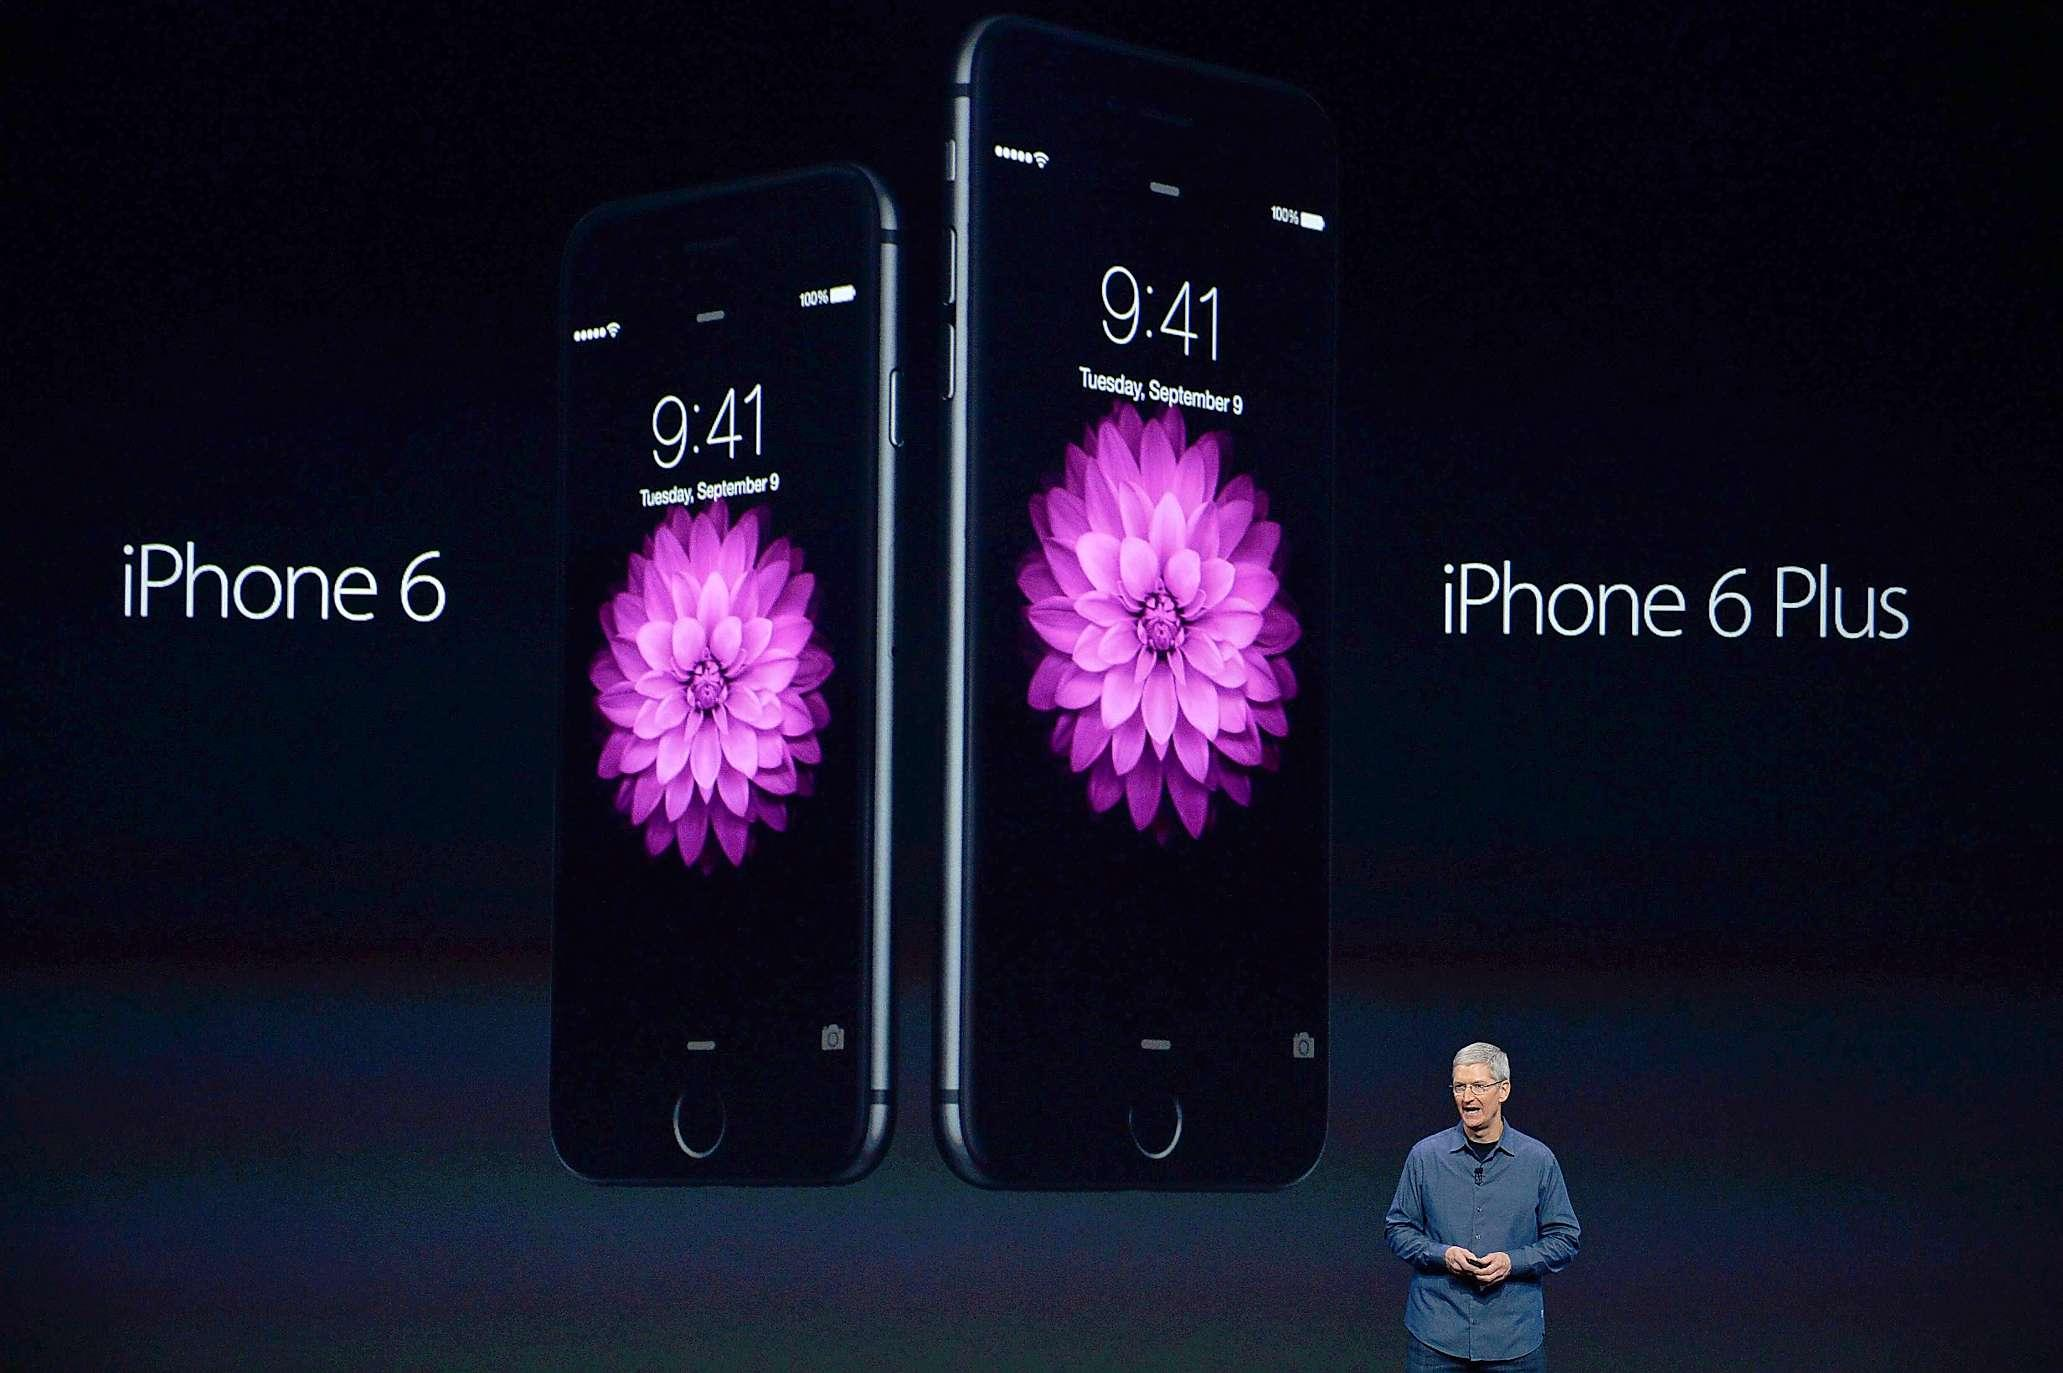 iPhone 6
100%
9:41
Tuesday, September 9
100%
9:41
Tuesday, September 9
iPhone 6 Plus